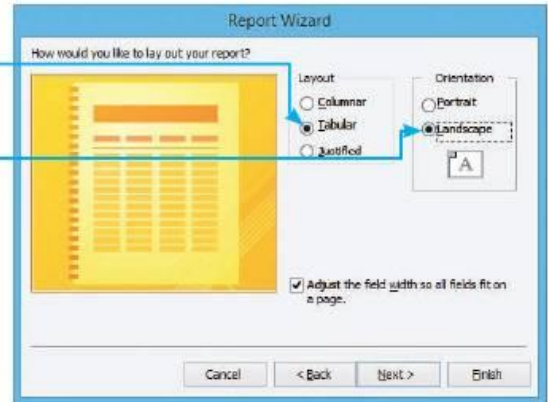 Report Wizard
How would you like to lay out your report?
Layout
Columnar
Tabular
Justified
Orientation
Portrait
Landscape
A
Adjust the field width so all fields fit on
a page.
Cancel
< Back
Next >
Finish